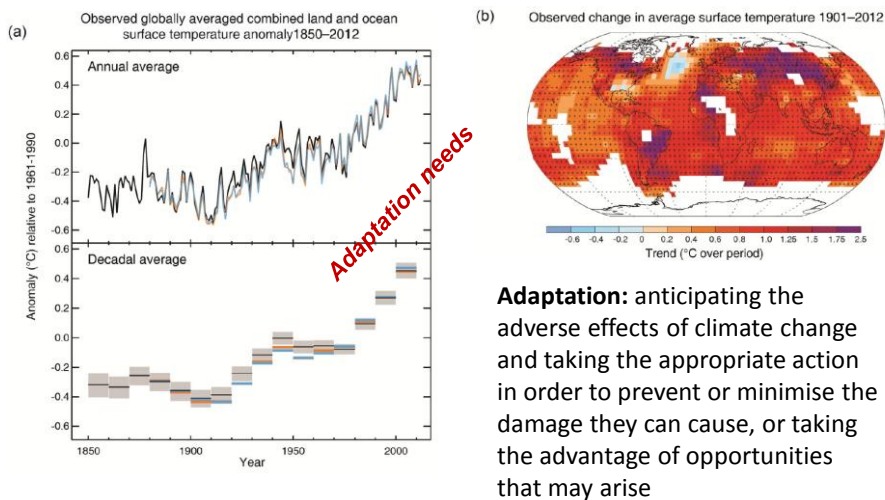 (a)
Observed globally averaged combined land and ocean
surface temperature anomaly1850–2012
Annual average
0.6
0.4
0.2
0.0
-0.2
-0.4
-0.6
Adaptation needs
Decadal average
0.6
0.4
0.2
0.0
-0.2
-0.4
-0.6
Anomaly (°C) relative to 1961-1990
1850
1900
1950
2000
Year
(b)
Observed change in average surface temperature 1901–2012
-0.6 -0.4 -0.2 0 0.2 0.4 0.6 0.8 1.0 1.25 1.75 2.5
Trend (°C over period)
Adaptation: anticipating the
adverse effects of climate change
and taking the appropriate action
in order to prevent or minimise the
damage they can cause, or taking
the advantage of opportunities
that may arise